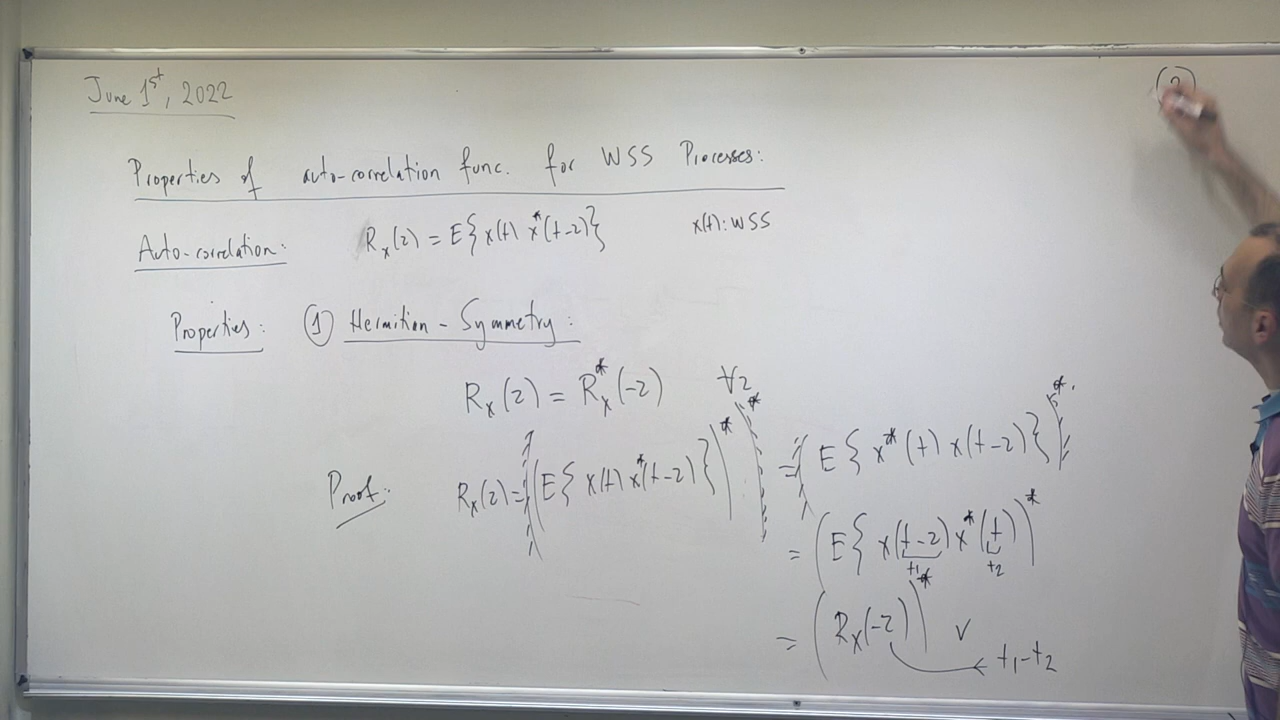 June 1st, 2022
Properties of auto-correlation func. for WSS Processes:
Auto-correlation: Rx(τ) = E{x(t) x*(t-τ)} x(t): WSS
Properties: ① Hermitian - Symmetry:
Rx(τ) = Rx*(-τ) ∀τ
Proof: Rx(τ) = ((E{x(t) x*(t-τ)})*)* = (E{x*(t) x(t-τ)})*
= (E{x(t-τ) x*(t)})*
t1 t2
= (Rx(-τ))* ✓
t1-t2